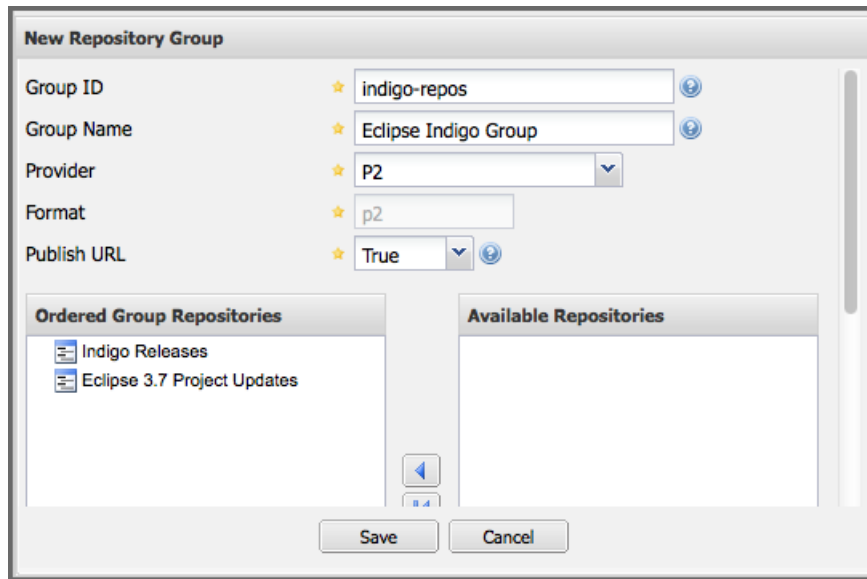 New Repository Group
Group ID
indigo-repos
Group Name
Eclipse Indigo Group
Provider
P2
Format
p2
Publish URL
True
Ordered Group Repositories
Indigo Releases
Eclipse 3.7 Project Updates
Available Repositories
Save
Cancel